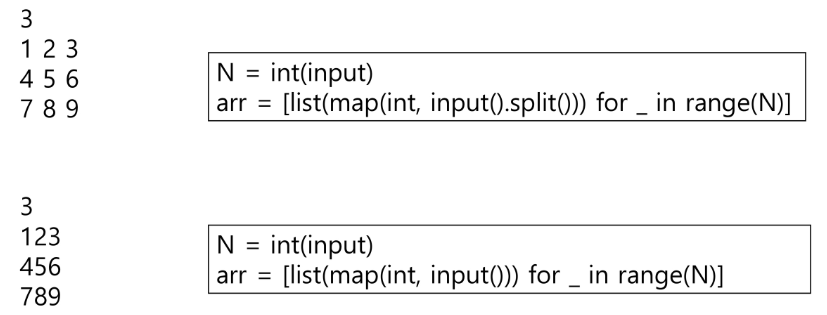 3
1 2 3
4 5 6
7 8 9
N = int(input)
arr = [list(map(int, input().split())) for _ in range(N)]
3
123
456
789
N = int(input)
arr = [list(map(int, input())) for _ in range(N)]